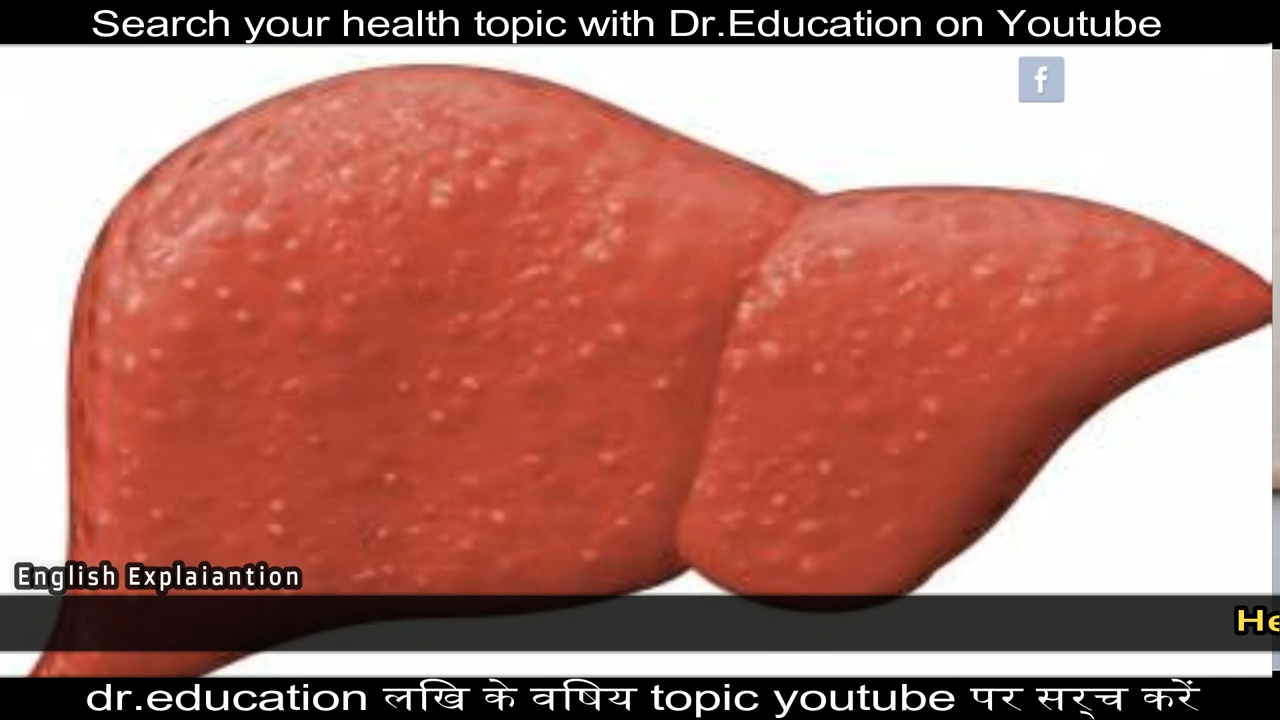 Search your health topic with Dr.Education on Youtube
f
English Explaiantion
He
dr.education लखि के वषिय topic youtube पर सर्च करें